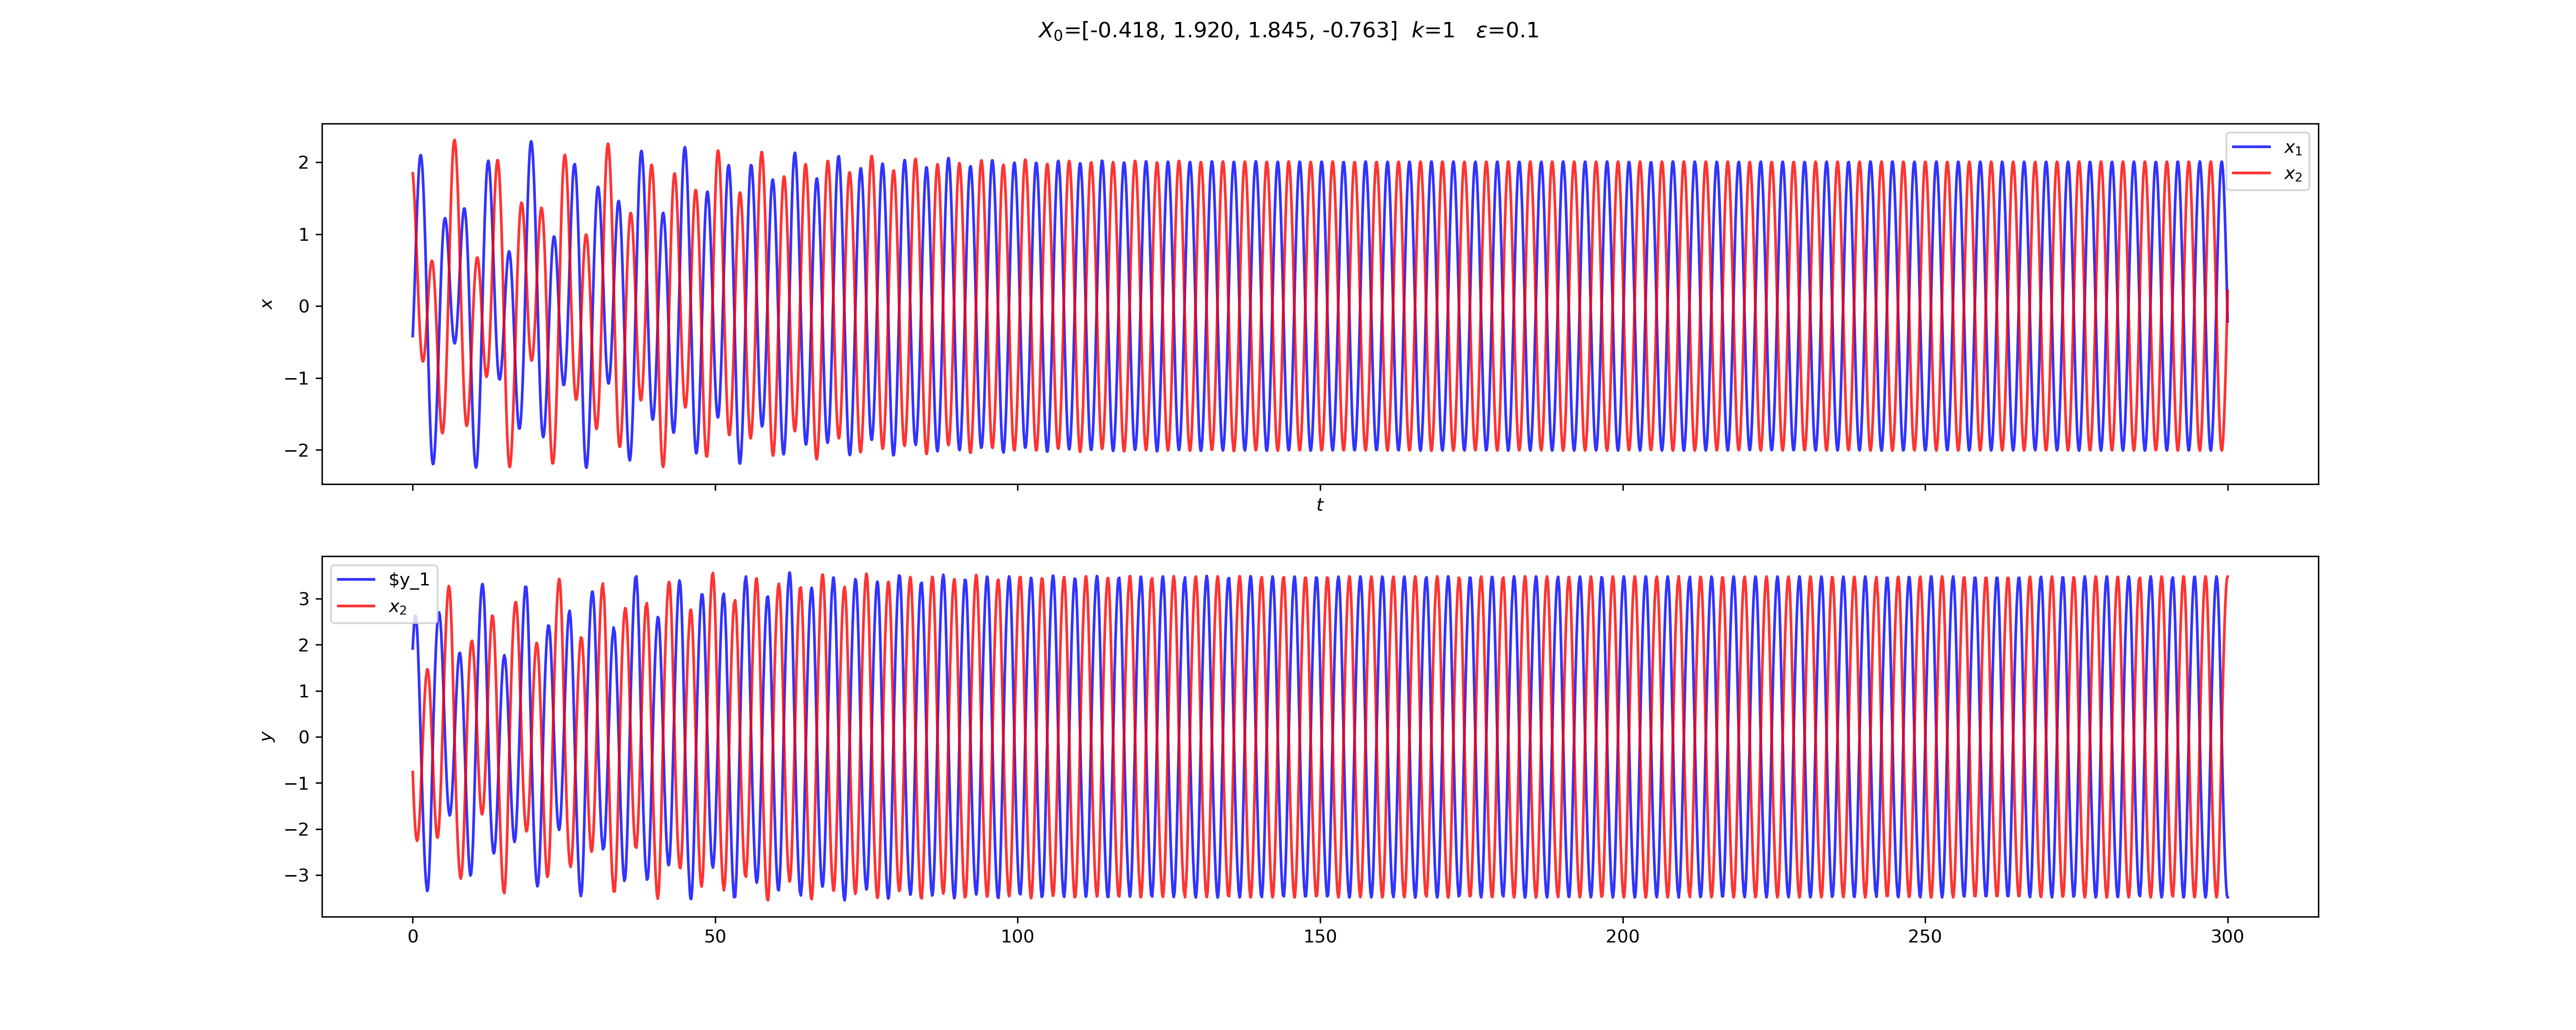 X₀=[-0.418, 1.920, 1.845, -0.763] k=1 ε=0.1
2
1
0
−1
−2
x
x₁
x₂
t
3
2
1
0
−1
−2
−3
y
$y_1
x₂
0 50 100 150 200 250 300